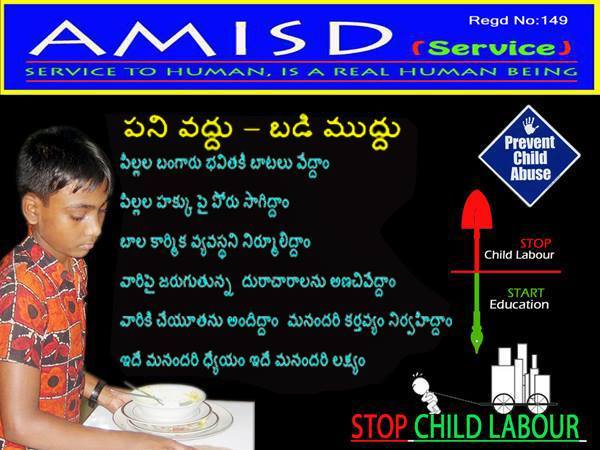 Regd No:149
AMISD (Service)
SERVICE TO HUMAN, IS A REAL HUMAN BEING
పని వద్దు – బడి ముద్దు
పిల్లల బంగారు భవితకి బాటలు వేద్దాం
పిల్లల హక్కు పై పోరు సాగిద్దాం
బాల కార్మిక వ్యవస్థని నిర్మూలిద్దాం
వారిపై జరుగుతున్న దురాచారాలను అణచివేద్దాం
వారికి చేయూతను అందిద్దాం మనందరి కర్తవ్యం నిర్వహిద్దాం
ఇదే మనందరి ధ్యేయం ఇదే మనందరి లక్ష్యం
Prevent
Child
Abuse
STOP
Child Labour
START
Education
STOP CHILD LABOUR